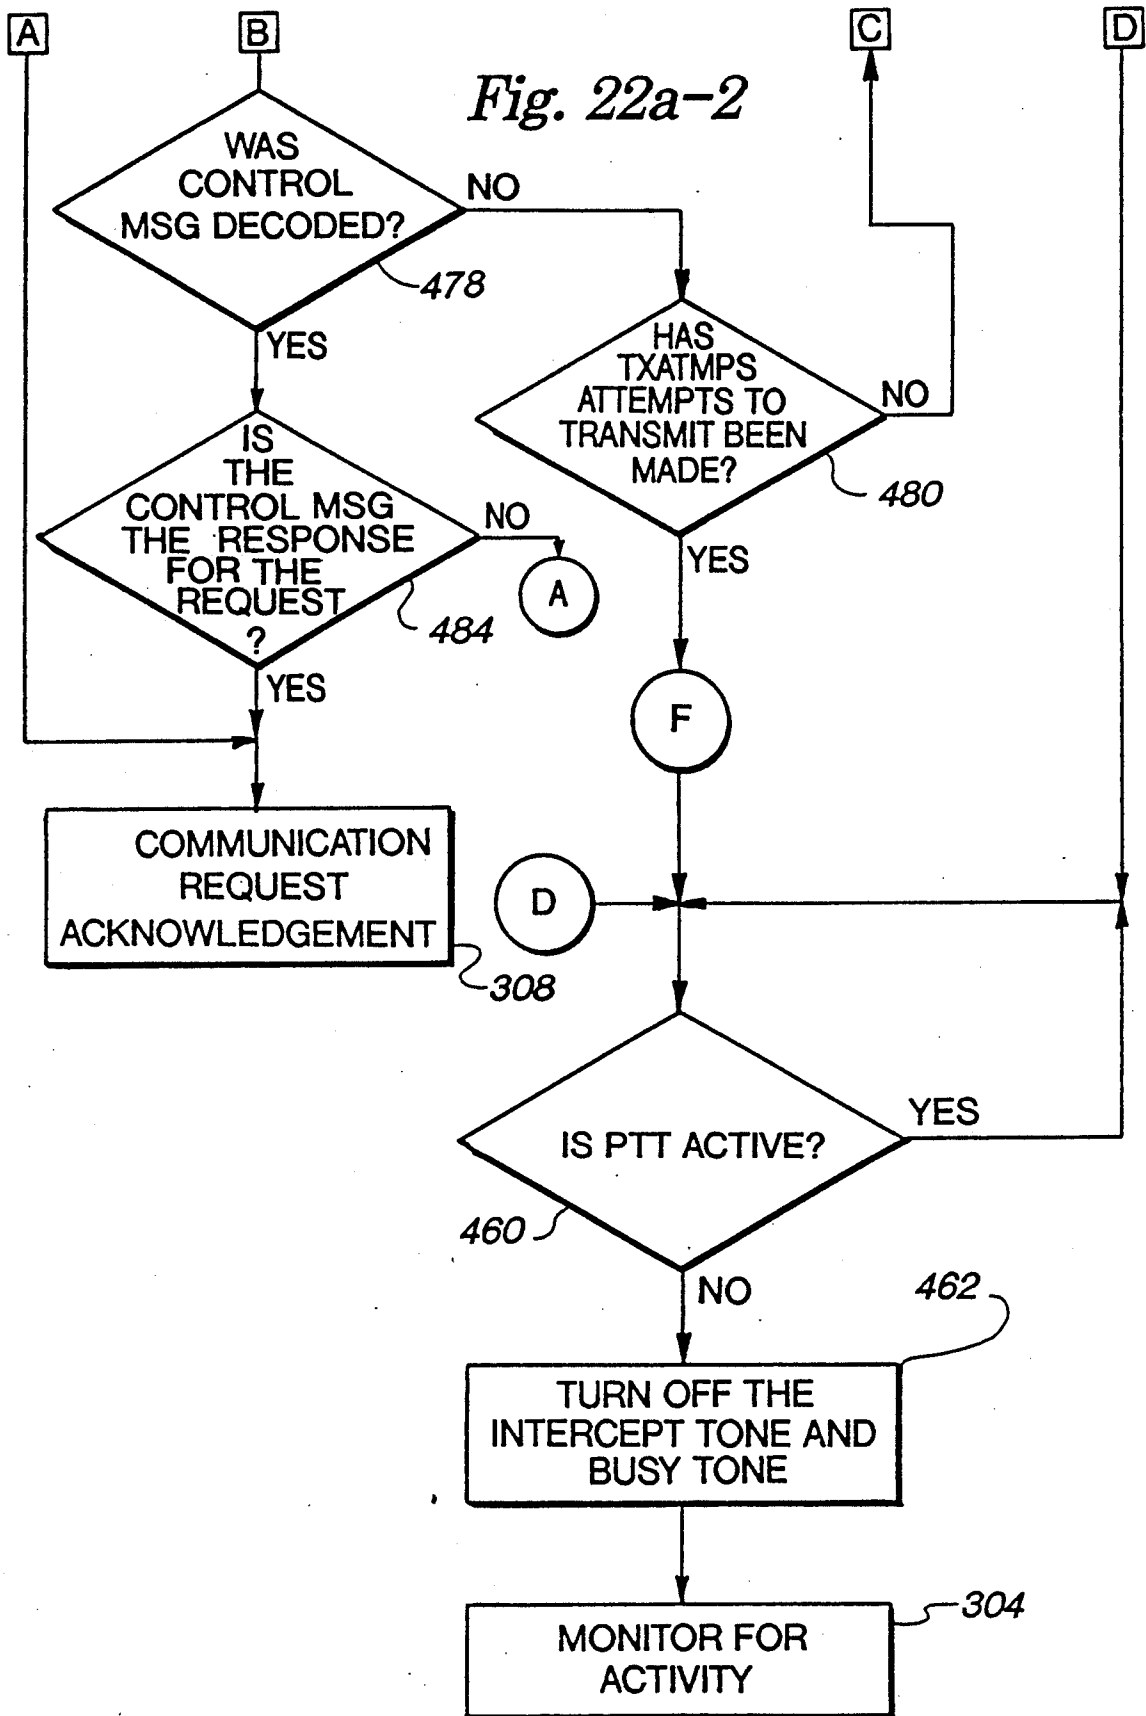 A
B
C
D
Fig. 22a-2
WAS
CONTROL
MSG DECODED?
NO
478
YES
HAS
TXATMPS
ATTEMPTS TO
TRANSMIT BEEN
MADE?
NO
480
YES
IS
THE
CONTROL MSG
THE RESPONSE
FOR THE
REQUEST
?
NO
A
484
YES
F
COMMUNICATION
REQUEST
ACKNOWLEDGEMENT
308
D
IS PTT ACTIVE?
YES
460
NO
462
TURN OFF THE
INTERCEPT TONE AND
BUSY TONE
304
MONITOR FOR
ACTIVITY